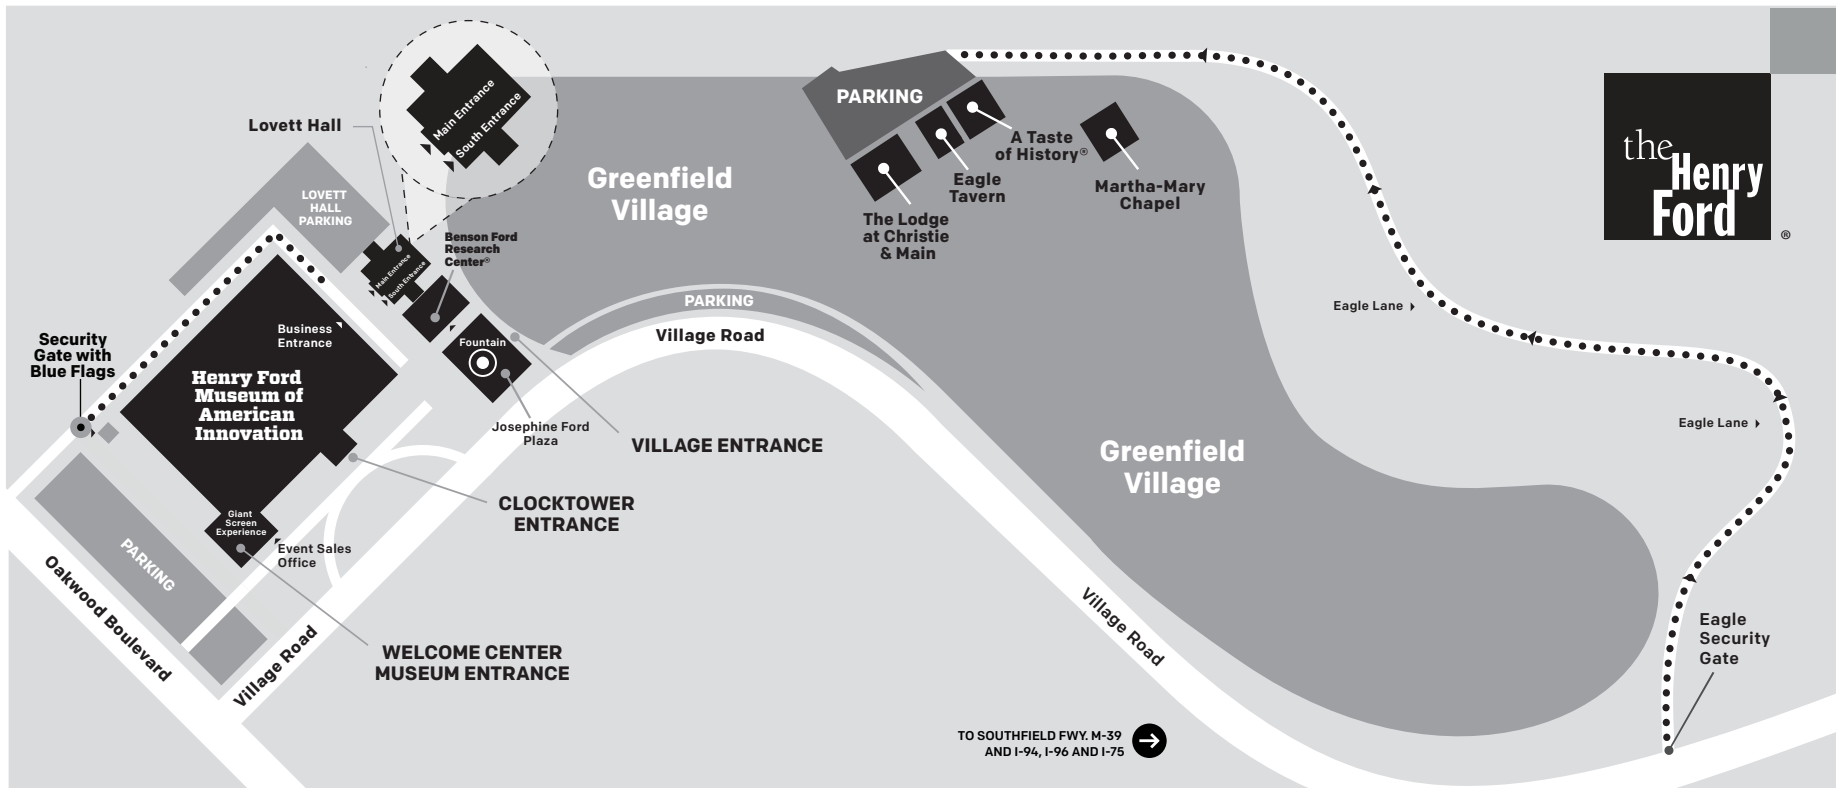 Main Entrance
South Entrance
Lovett Hall
LOVETT
HALL
PARKING
Main Entrance
South Entrance
Benson Ford
Research
Center®
Greenfield
Village
PARKING
A Taste
of History®
Eagle
Tavern
The Lodge
at Christie
& Main
Martha-Mary
Chapel
the
Henry
Ford
®
PARKING
Village Road
Eagle Lane
Security
Gate with
Blue Flags
Business
Entrance
Henry Ford
Museum of
American
Innovation
Fountain
Josephine Ford
Plaza
VILLAGE ENTRANCE
Eagle Lane
Greenfield
Village
CLOCKTOWER
ENTRANCE
Giant
Screen
Experience
Event Sales
Office
PARKING
Oakwood Boulevard
Village Road
WELCOME CENTER
MUSEUM ENTRANCE
Village Road
Eagle
Security
Gate
TO SOUTHFIELD FWY. M-39
AND I-94, I-96 AND I-75